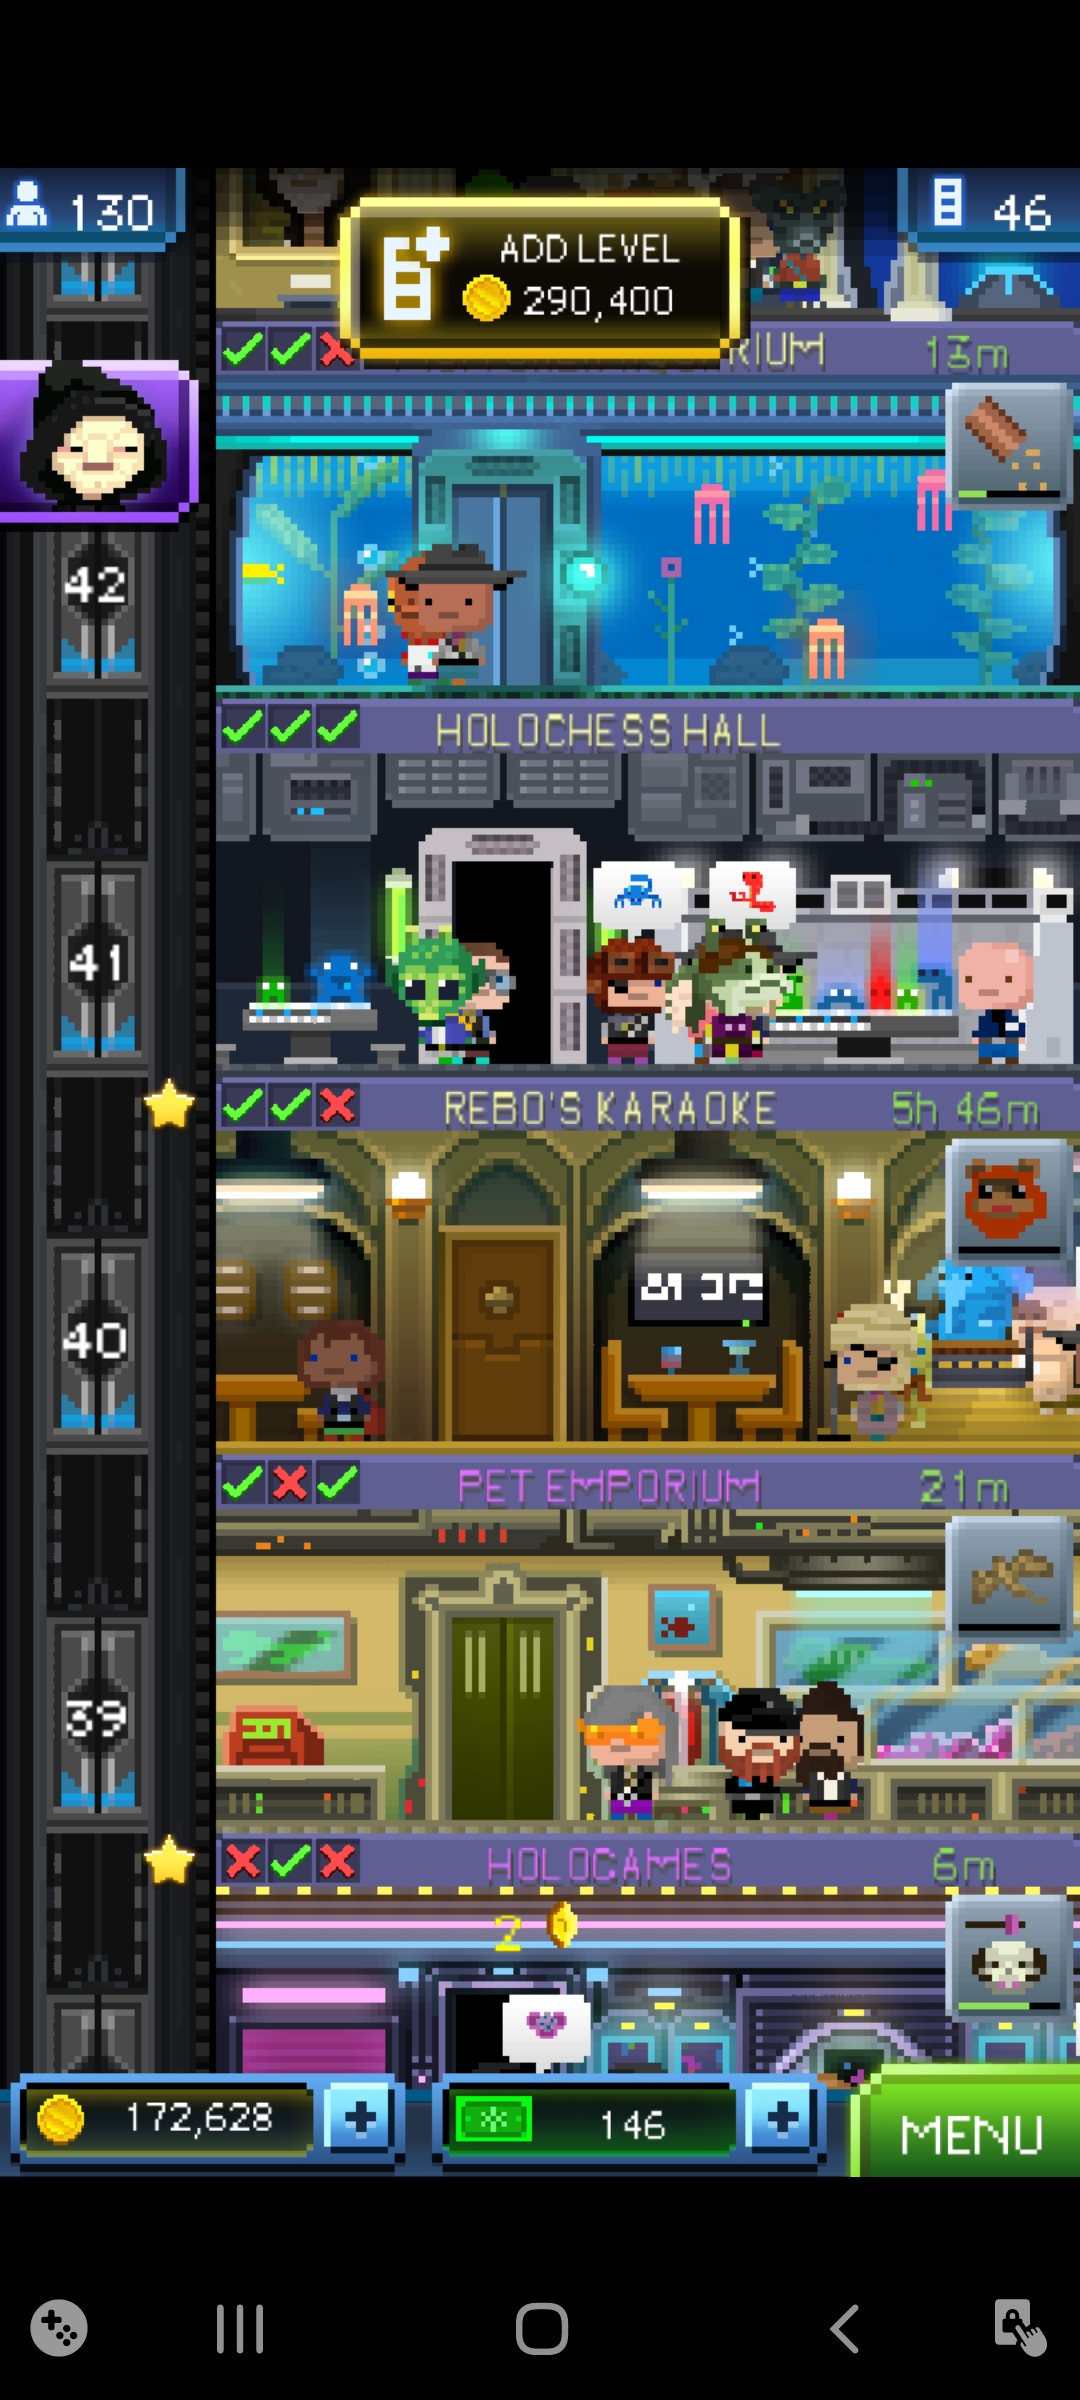 130
ADD LEVEL
290,400
46
RIUM
13m
42
HOLOCHESS HALL
41
REBO'S KARAOKE
5h 46m
40
PET EMPORIUM
21m
39
HOLOGAMES
6m
2
172,628
146
MENU